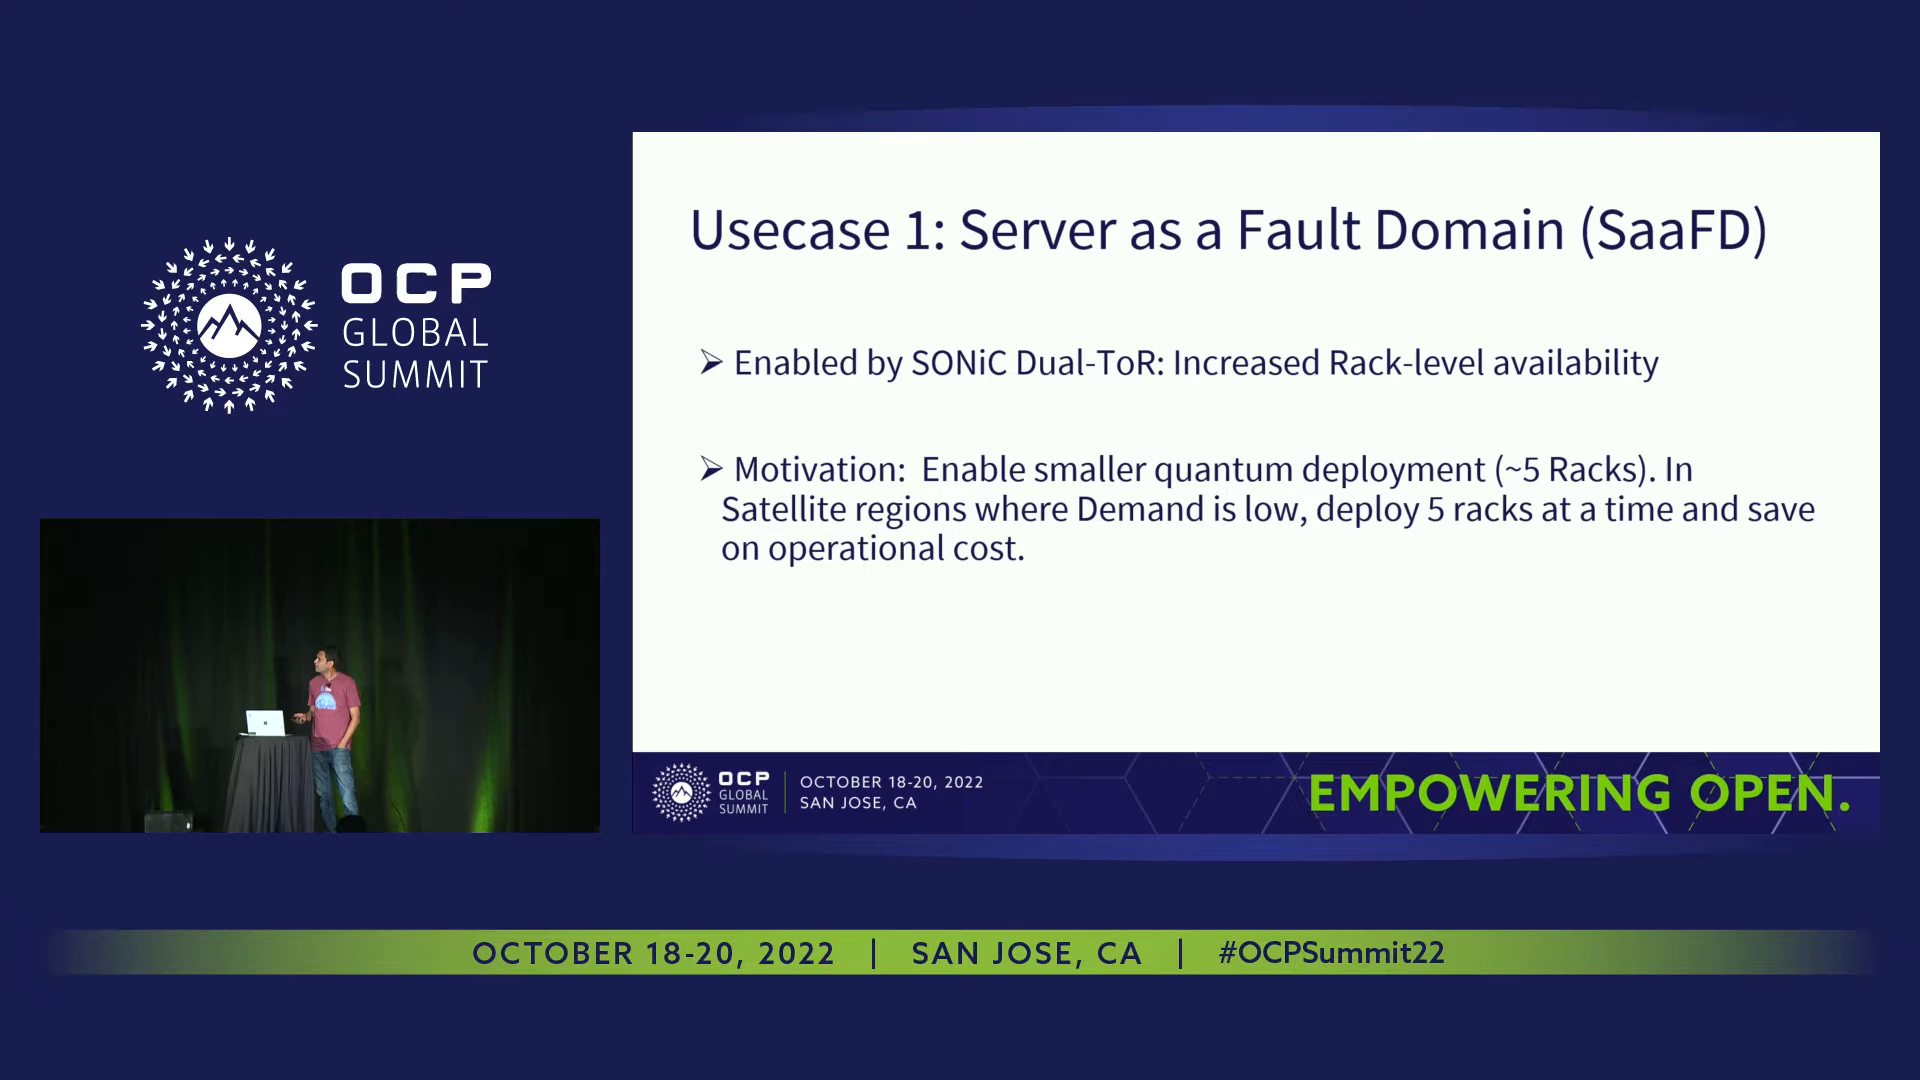 OCP
GLOBAL
SUMMIT
Usecase 1: Server as a Fault Domain (SaaFD)
➢ Enabled by SONiC Dual-ToR: Increased Rack-level availability
➢ Motivation:  Enable smaller quantum deployment (~5 Racks). In
Satellite regions where Demand is low, deploy 5 racks at a time and save
on operational cost.
OCP
GLOBAL
SUMMIT
OCTOBER 18-20, 2022
SAN JOSE, CA
EMPOWERING OPEN.
OCTOBER 18-20, 2022 | SAN JOSE, CA | #OCPSummit22